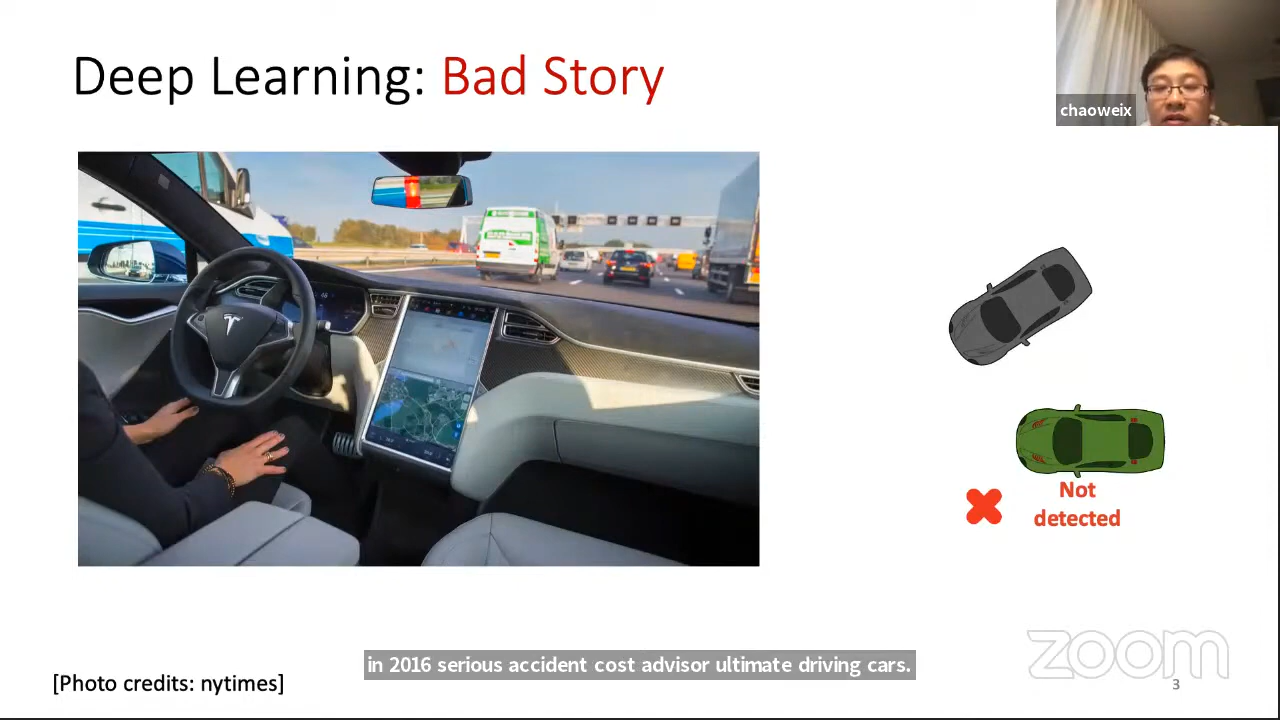 Deep Learning: Bad Story
chaoweix
Not
detected
in 2016 serious accident cost advisor ultimate driving cars.
zoom
[Photo credits: nytimes]
3